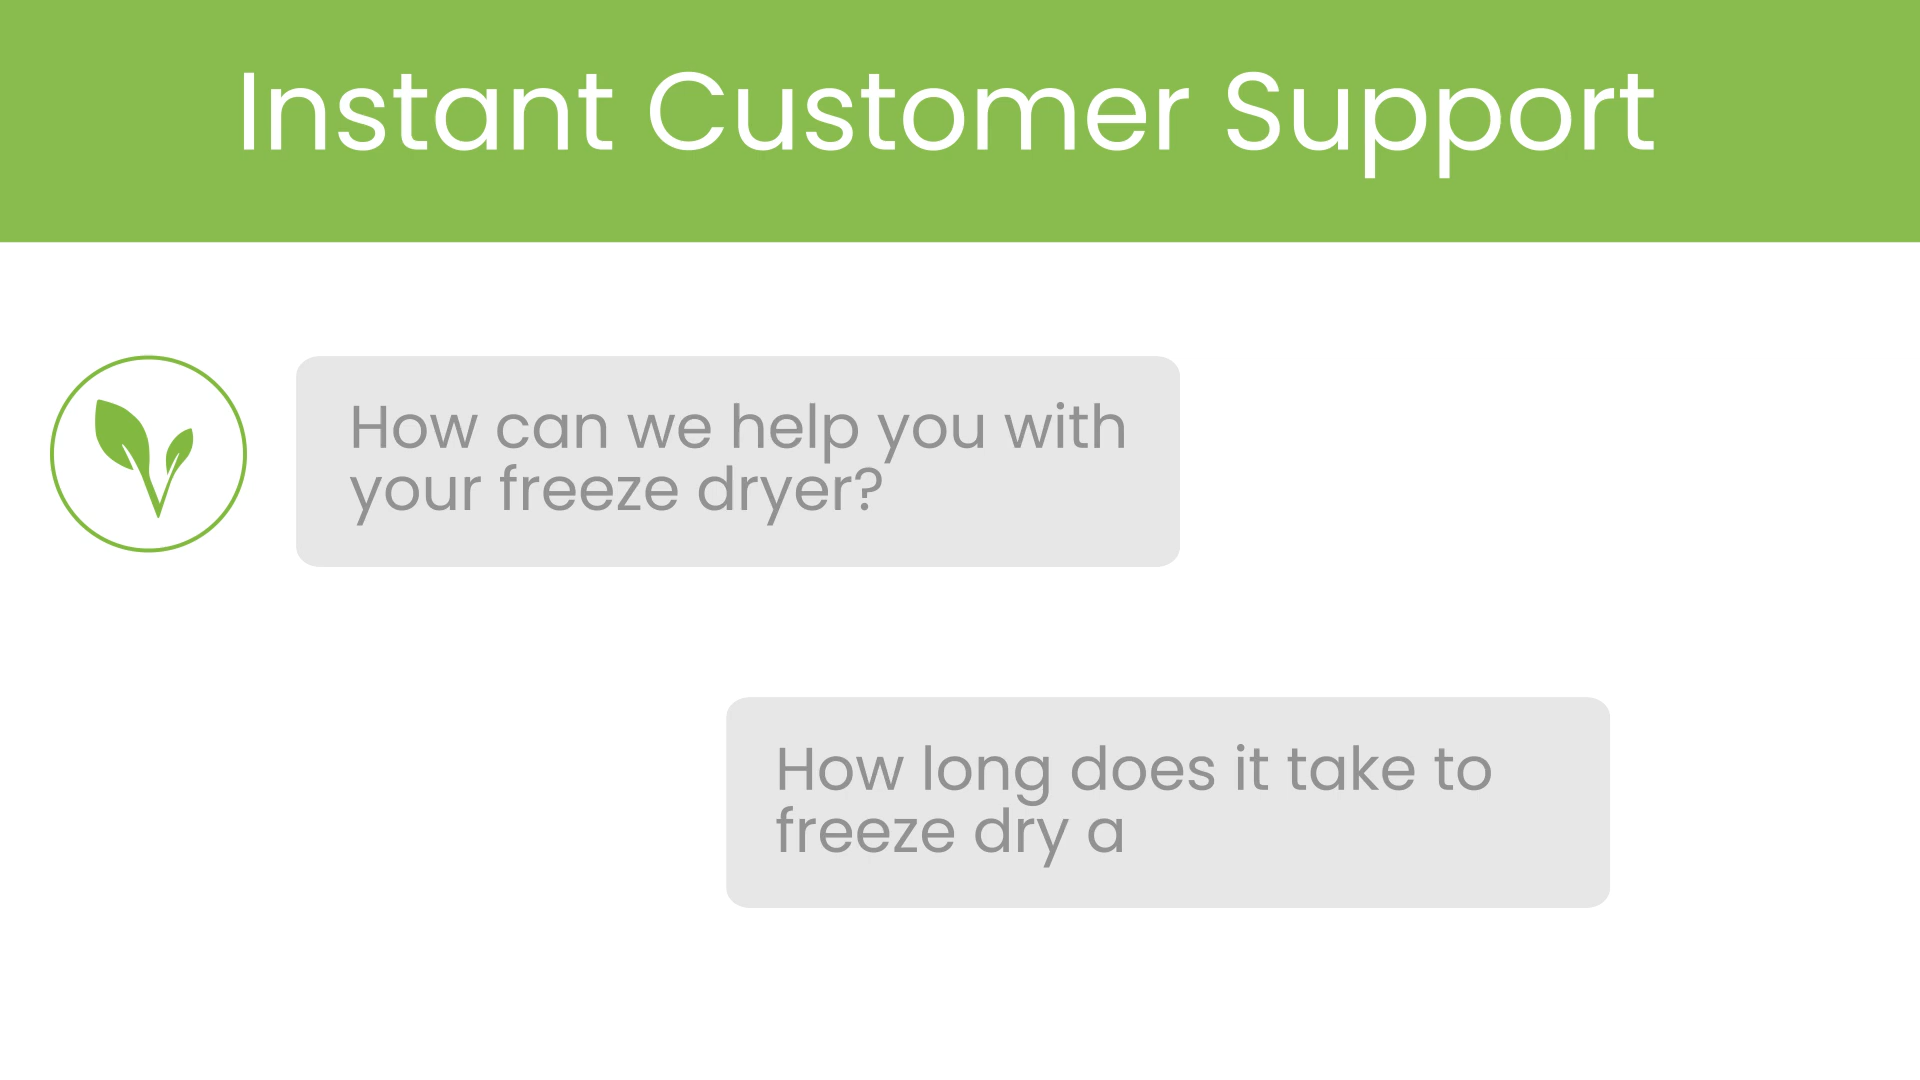 Instant Customer Support
How can we help you with
your freeze dryer?
How long does it take to
freeze dry a